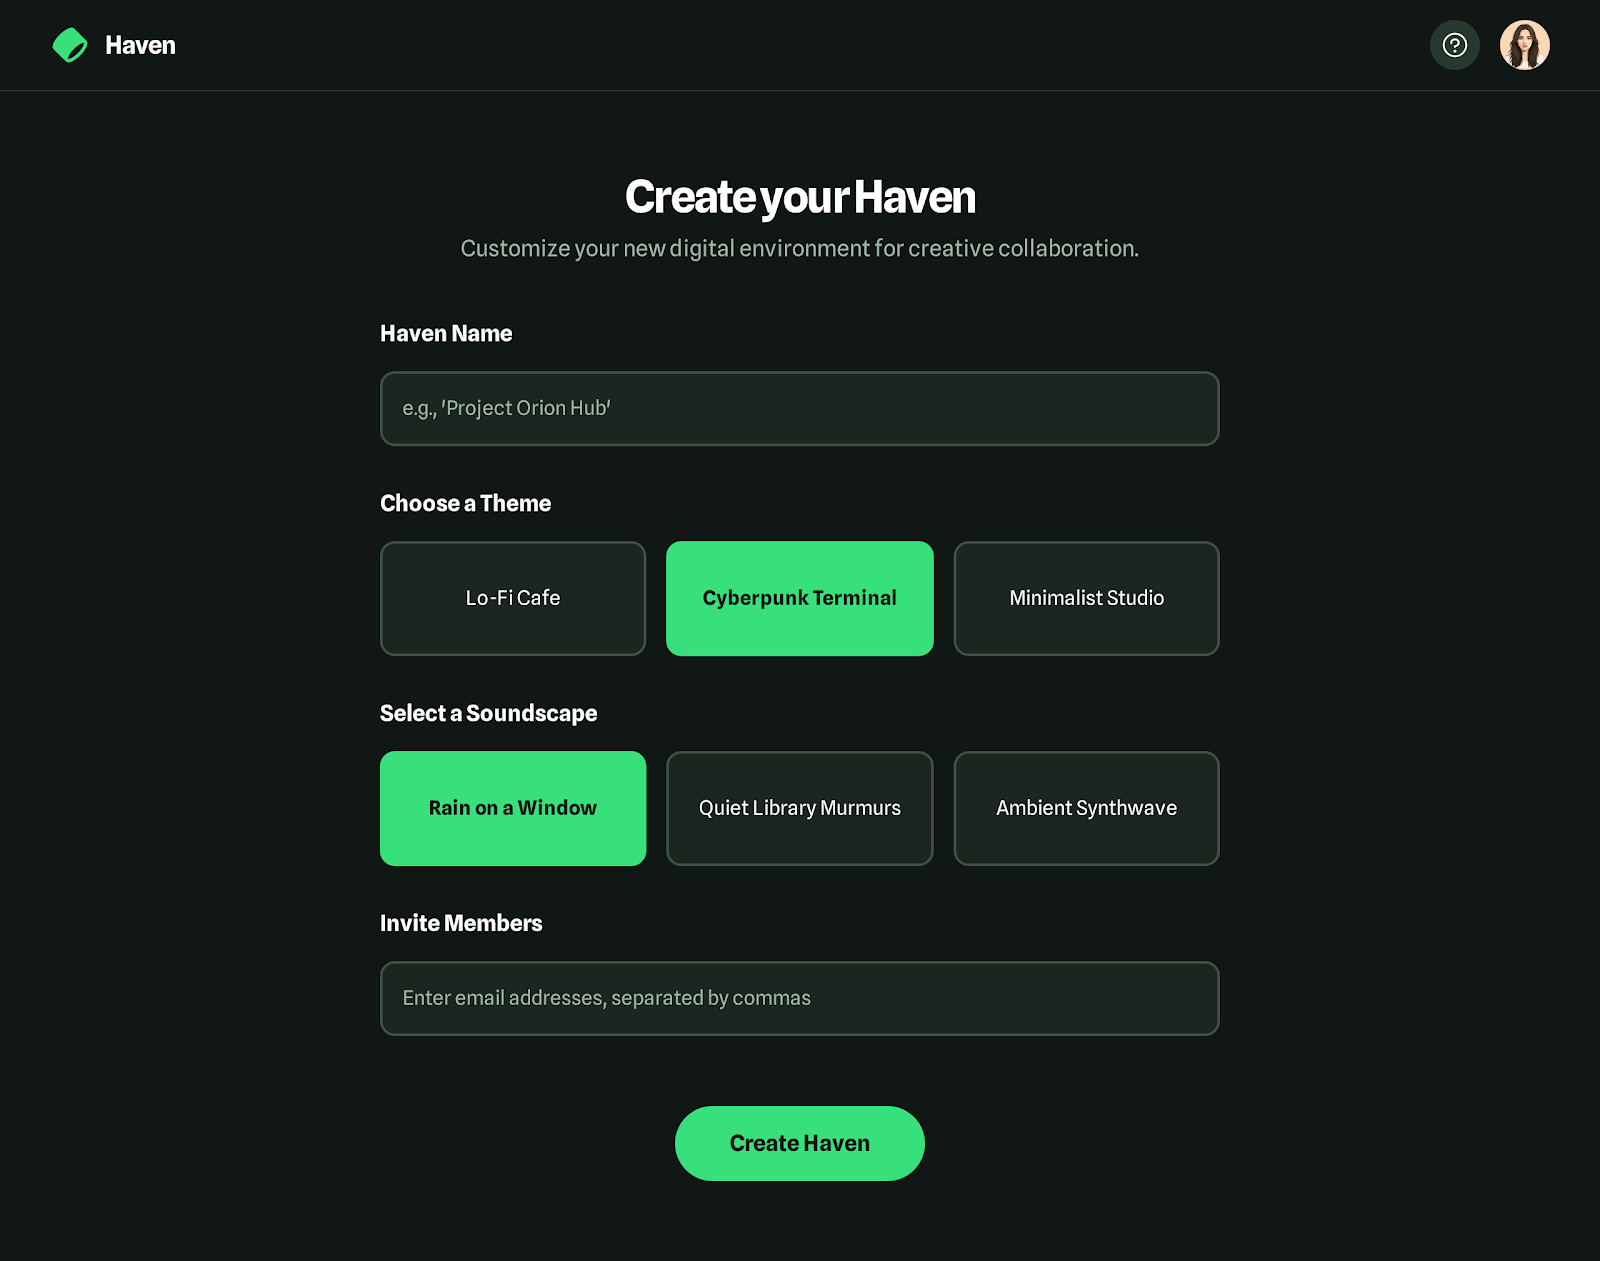 Haven
Create your Haven
Customize your new digital environment for creative collaboration.
Haven Name
e.g., 'Project Orion Hub'
Choose a Theme
Lo-Fi Cafe
Cyberpunk Terminal
Minimalist Studio
Select a Soundscape
Rain on a Window
Quiet Library Murmurs
Ambient Synthwave
Invite Members
Enter email addresses, separated by commas
Create Haven